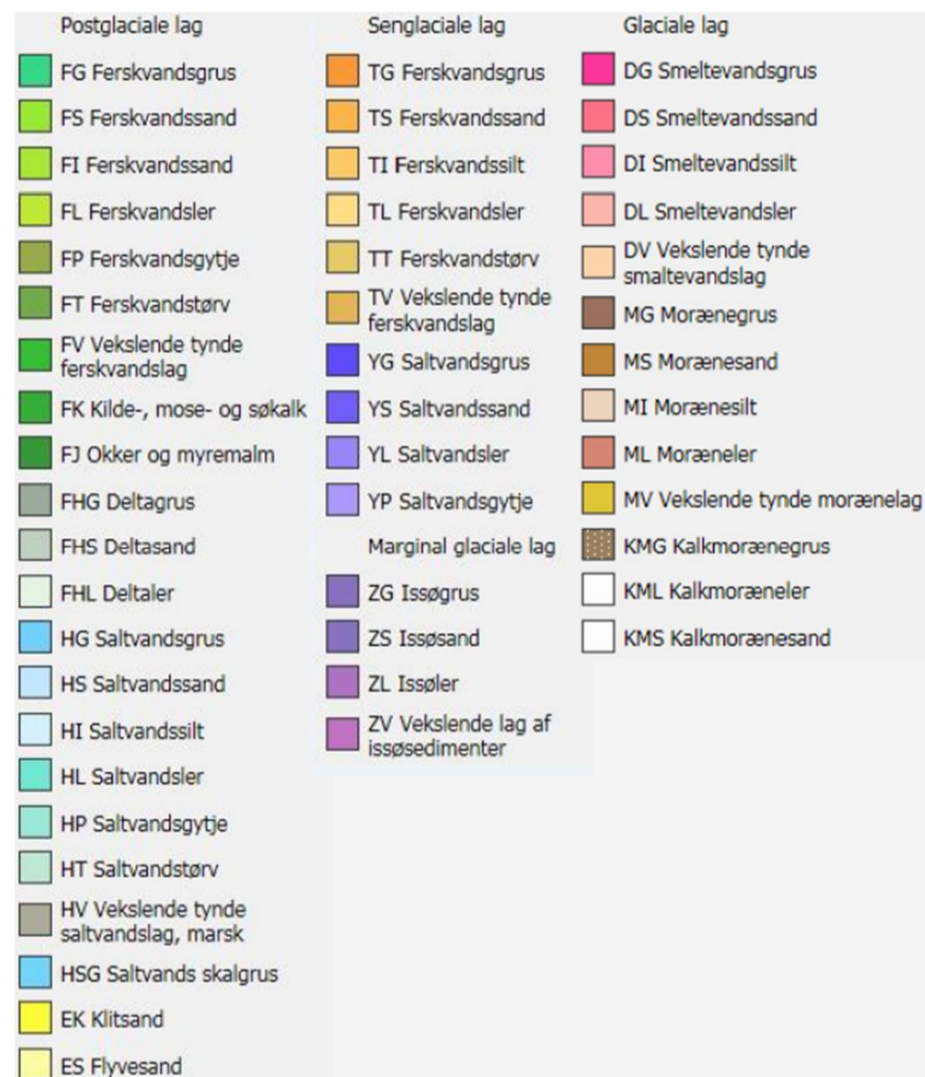 Postglaciale lag
FG Ferskvandsgrus
FS Ferskvandssand
FI Ferskvandssand
FL Ferskvandsler
FP Ferskvandsgytje
FT Ferskvandstørv
FV Vekslende tynde
ferskvandslag
FK Kilde-, mose- og søkalk
FJ Okker og myremalm
FHG Deltagrus
FHS Deltasand
FHL Deltaler
HG Saltvandsgrus
HS Saltvandssand
HI Saltvandssilt
HL Saltvandsler
HP Saltvandsgytje
HT Saltvandstørv
HV Vekslende tynde
saltvandslag, marsk
HSG Saltvands skalgrus
EK Klitsand
ES Flyvesand
Senglaciale lag
TG Ferskvandsgrus
TS Ferskvandssand
TI Ferskvandssilt
TL Ferskvandsler
TT Ferskvandstørv
TV Vekslende tynde
ferskvandslag
YG Saltvandsgrus
YS Saltvandssand
YL Saltvandsler
YP Saltvandsgytje
Marginal glaciale lag
ZG Issøgrus
ZS Issøsand
ZL Issøler
ZV Vekslende lag af
issøsedimenter
Glaciale lag
DG Smeltevandsgrus
DS Smeltevandssand
DI Smeltevandssilt
DL Smeltevandsler
DV Vekslende tynde
smaltevandslag
MG Morænegrus
MS Morænesand
MI Morænesilt
ML Moræneler
MV Vekslende tynde morænelag
KMG Kalkmorænegrus
KML Kalkmoræneler
KMS Kalkmorænesand